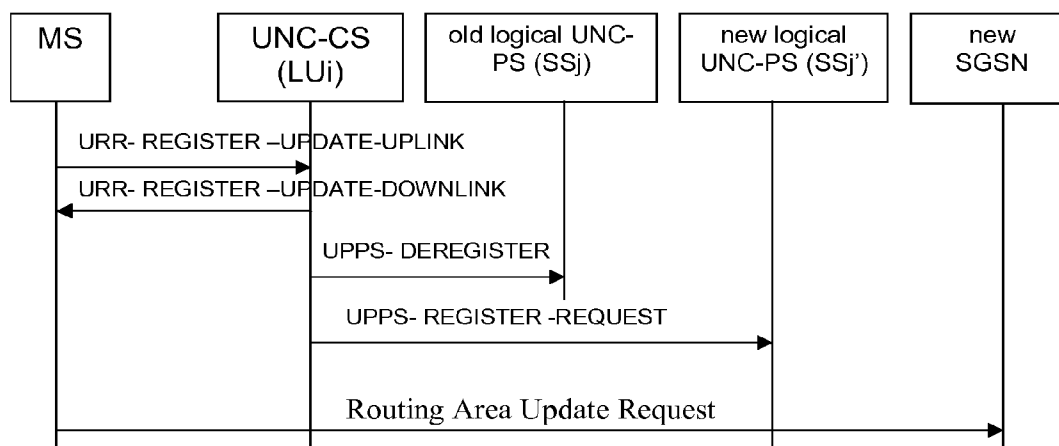 MS
UNC-CS
(LUi)
old logical UNC-
PS (SSj)
new logical
UNC-PS (SSj')
new
SGSN
URR- REGISTER –UPDATE-UPLINK
URR- REGISTER –UPDATE-DOWNLINK
UPPS- DEREGISTER
UPPS- REGISTER -REQUEST
Routing Area Update Request